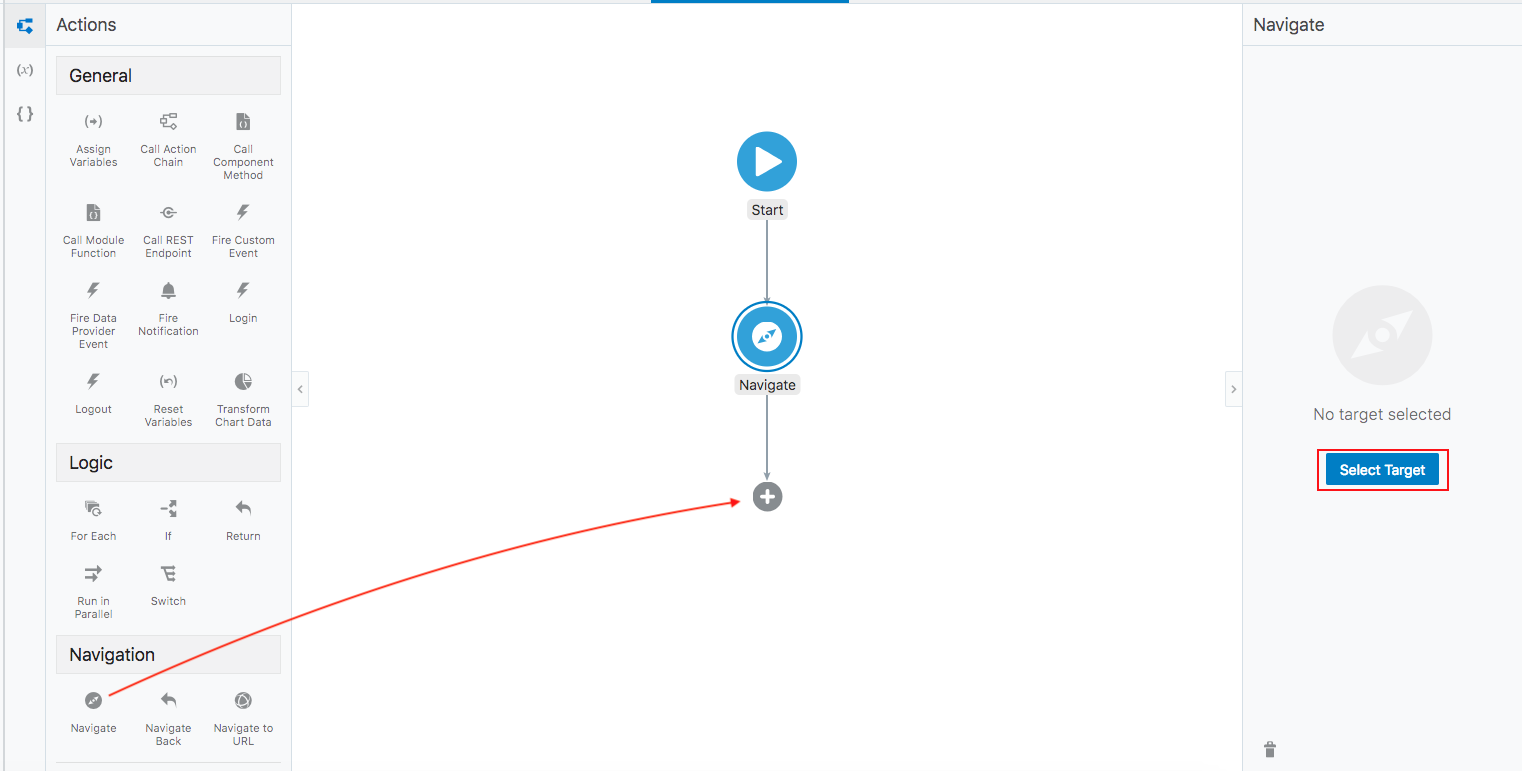 Actions
(x)
{ }
General
Assign
Variables
Call Action
Chain
Call
Component
Method
Call Module
Function
Call REST
Endpoint
Fire Custom
Event
Fire Data
Provider
Event
Fire
Notification
Login
Logout
Reset
Variables
Transform
Chart Data
Logic
For Each
If
Return
Run in
Parallel
Switch
Navigation
Navigate
Navigate
Back
Navigate to
URL
Start
Navigate
Navigate
No target selected
Select Target